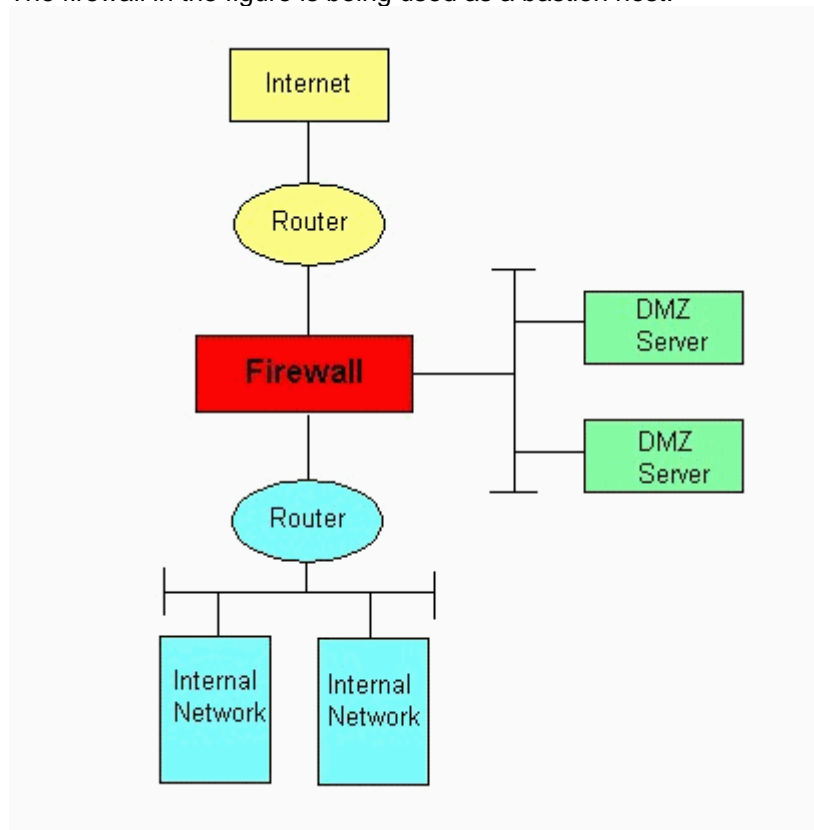 The firewall in the figure is being used as a bastion host.
Internet
Router
Firewall
DMZ
Server
DMZ
Server
Router
Internal
Network
Internal
Network